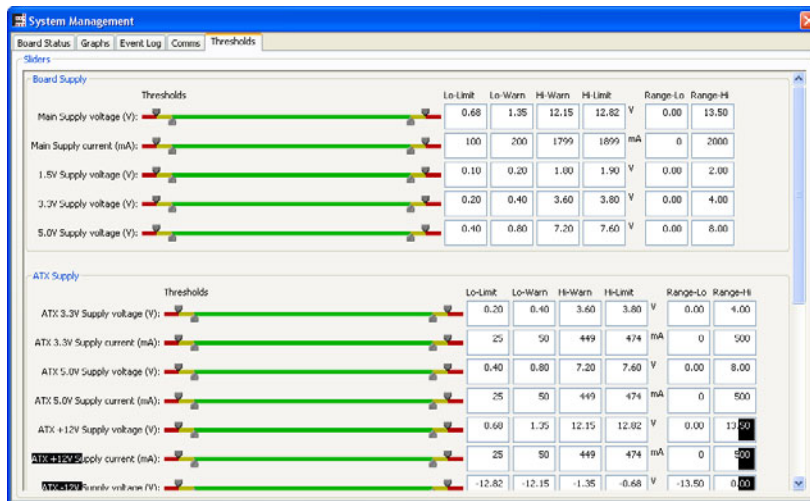 System Management
Board Status Graphs Event Log Comms Thresholds
Sliders
Board Supply
Thresholds Lo-Limit Lo-Warn Hi-Warn Hi-Limit Range-Lo Range-Hi
Main Supply voltage (V): 0.68 1.35 12.15 12.82 V 0.00 13.50
Main Supply current (mA): 100 200 1799 1899 mA 0 2000
1.5V Supply voltage (V): 0.10 0.20 1.80 1.90 V 0.00 2.00
3.3V Supply voltage (V): 0.20 0.40 3.60 3.80 V 0.00 4.00
5.0V Supply voltage (V): 0.40 0.80 7.20 7.60 V 0.00 8.00
ATX Supply
Thresholds Lo-Limit Lo-Warn Hi-Warn Hi-Limit Range-Lo Range-Hi
ATX 3.3V Supply voltage (V): 0.20 0.40 3.60 3.80 V 0.00 4.00
ATX 3.3V Supply current (mA): 25 50 449 474 mA 0 500
ATX 5.0V Supply voltage (V): 0.40 0.80 7.20 7.60 V 0.00 8.00
ATX 5.0V Supply current (mA): 25 50 449 474 mA 0 500
ATX +12V Supply voltage (V): 0.68 1.35 12.15 12.82 V 0.00 13.50
ATX +12V Supply current (mA): 25 50 449 474 mA 0 500
ATX -12V Supply voltage (V): -12.82 -12.15 -1.35 -0.68 V -13.50 0.00